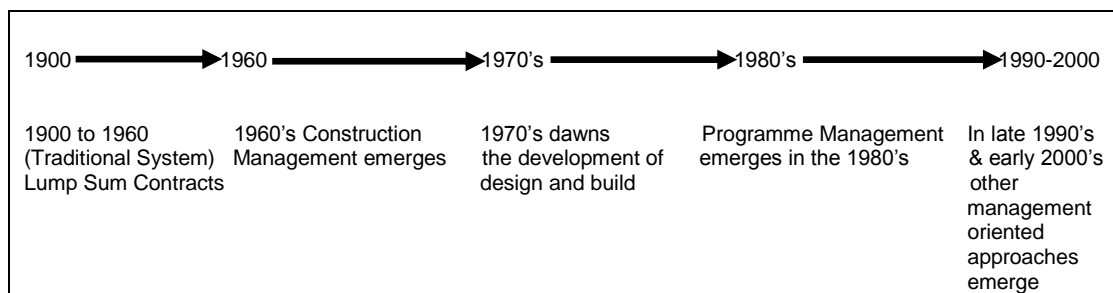 1900 1960 1970's 1980's 1990-2000
1900 to 1960
(Traditional System)
Lump Sum Contracts
1960's Construction
Management emerges
1970's dawns
the development of
design and build
Programme Management
emerges in the 1980's
In late 1990's
& early 2000's
other
management
oriented
approaches
emerge